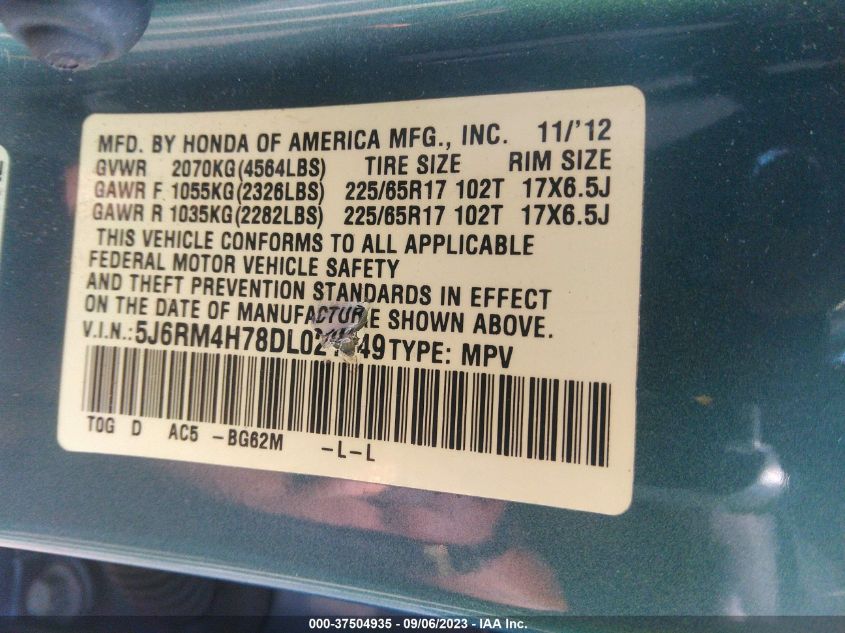 MFD. BY HONDA OF AMERICA MFG., INC. 11/'12
GVWR 2070KG(4564LBS) TIRE SIZE RIM SIZE
GAWR F 1055KG(2326LBS) 225/65R17 102T 17X6.5J
GAWR R 1035KG(2282LBS) 225/65R17 102T 17X6.5J
THIS VEHICLE CONFORMS TO ALL APPLICABLE
FEDERAL MOTOR VEHICLE SAFETY
AND THEFT PREVENTION STANDARDS IN EFFECT
ON THE DATE OF MANUFACTURE SHOWN ABOVE.
V.I.N.: TYPE: MPV
TOG D AC5 -BG62M -L-L
000-37504935 - 09/06/2023 - IAA Inc.